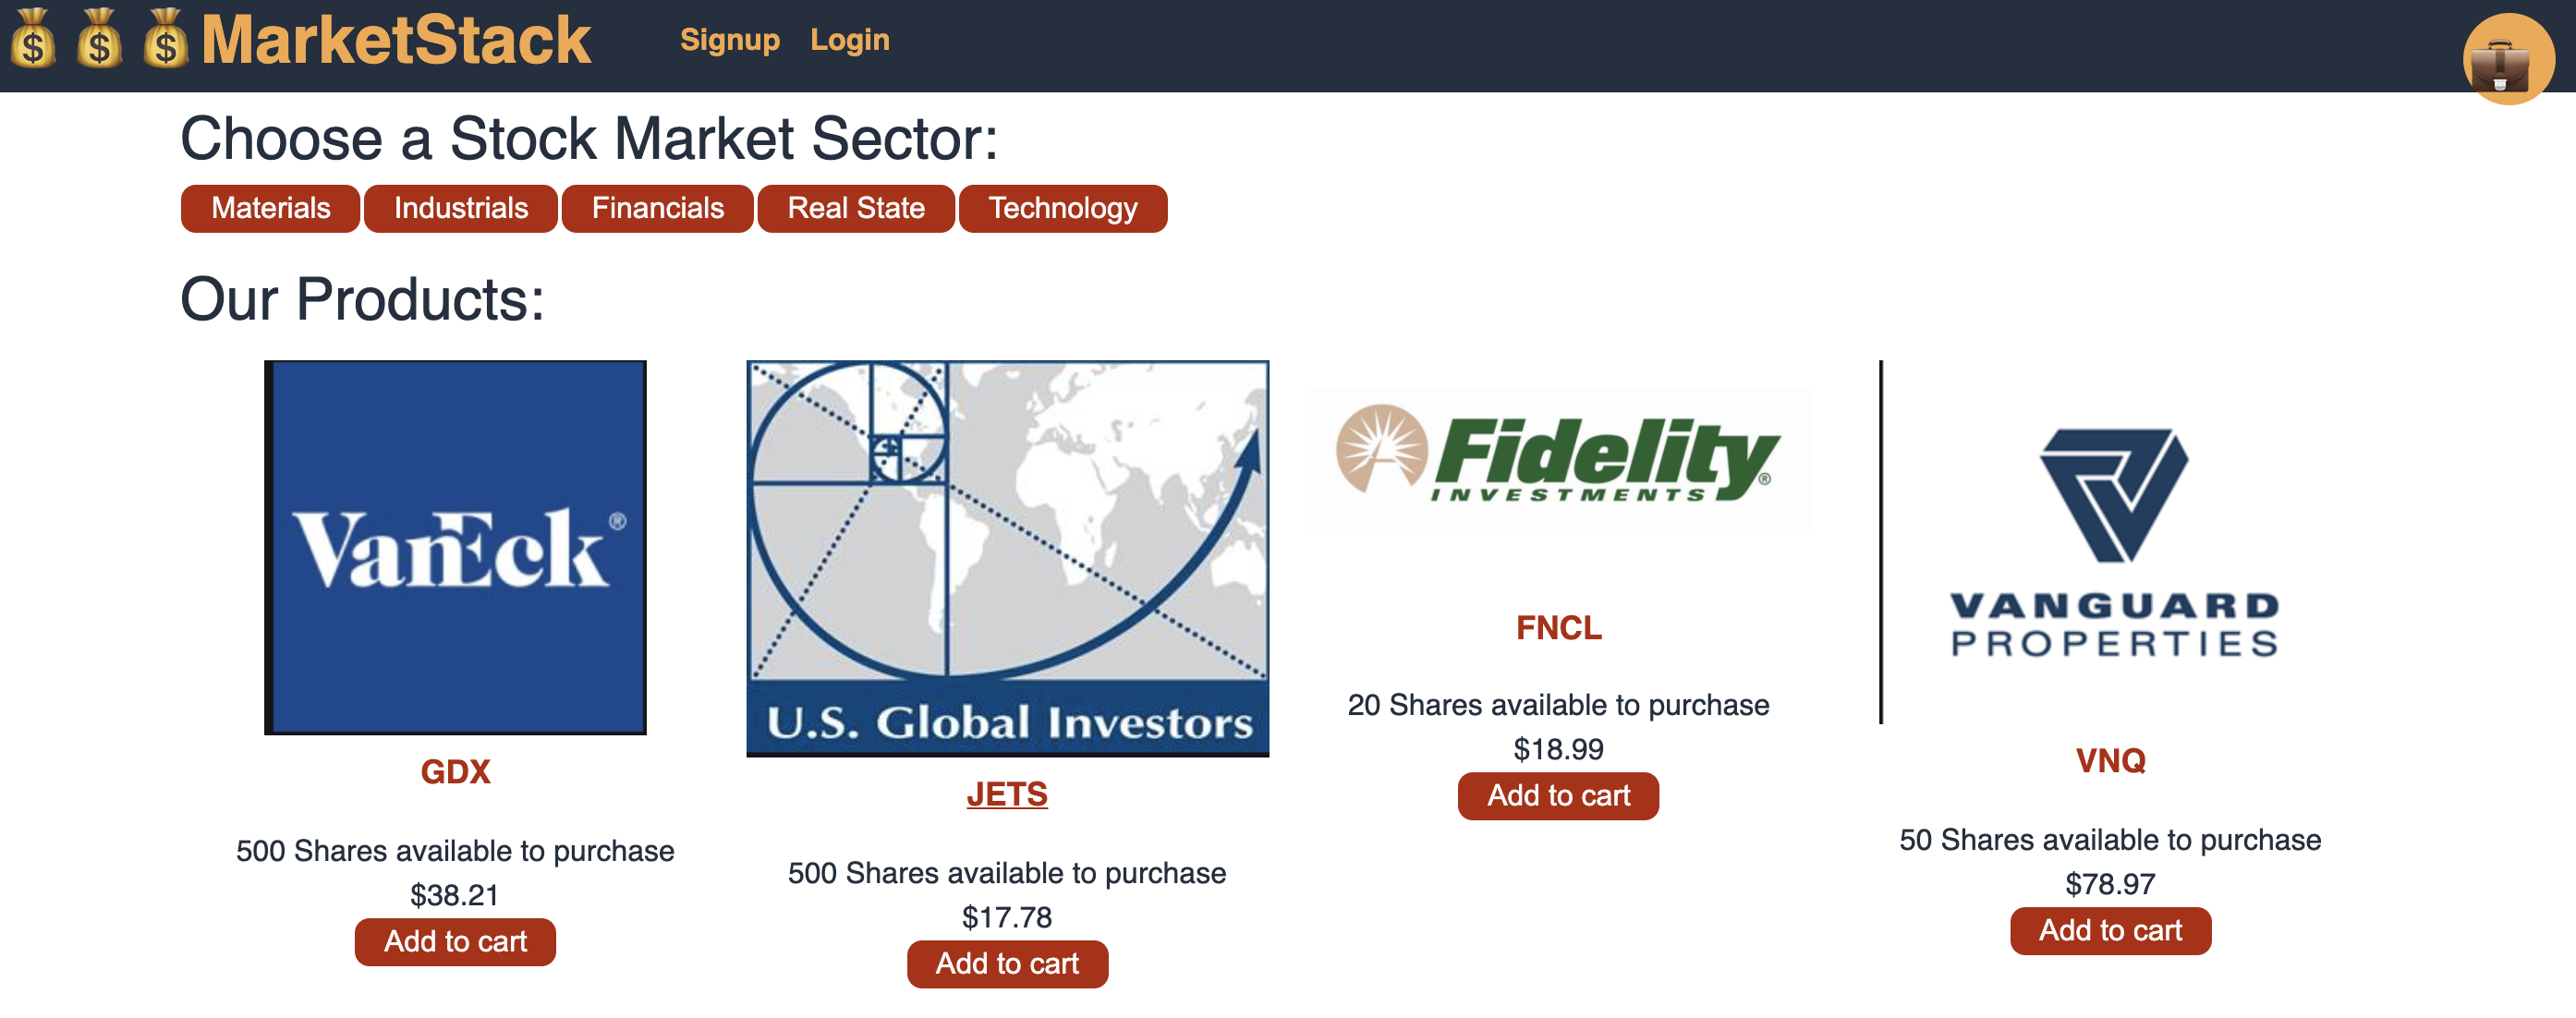 MarketStack Signup Login
Choose a Stock Market Sector:
Materials Industrials Financials Real State Technology
Our Products:
VanEck®
GDX
500 Shares available to purchase
$38.21
Add to cart
U.S. Global Investors
JETS
500 Shares available to purchase
$17.78
Add to cart
Fidelity®
INVESTMENTS
FNCL
20 Shares available to purchase
$18.99
Add to cart
VANGUARD
PROPERTIES
VNQ
50 Shares available to purchase
$78.97
Add to cart